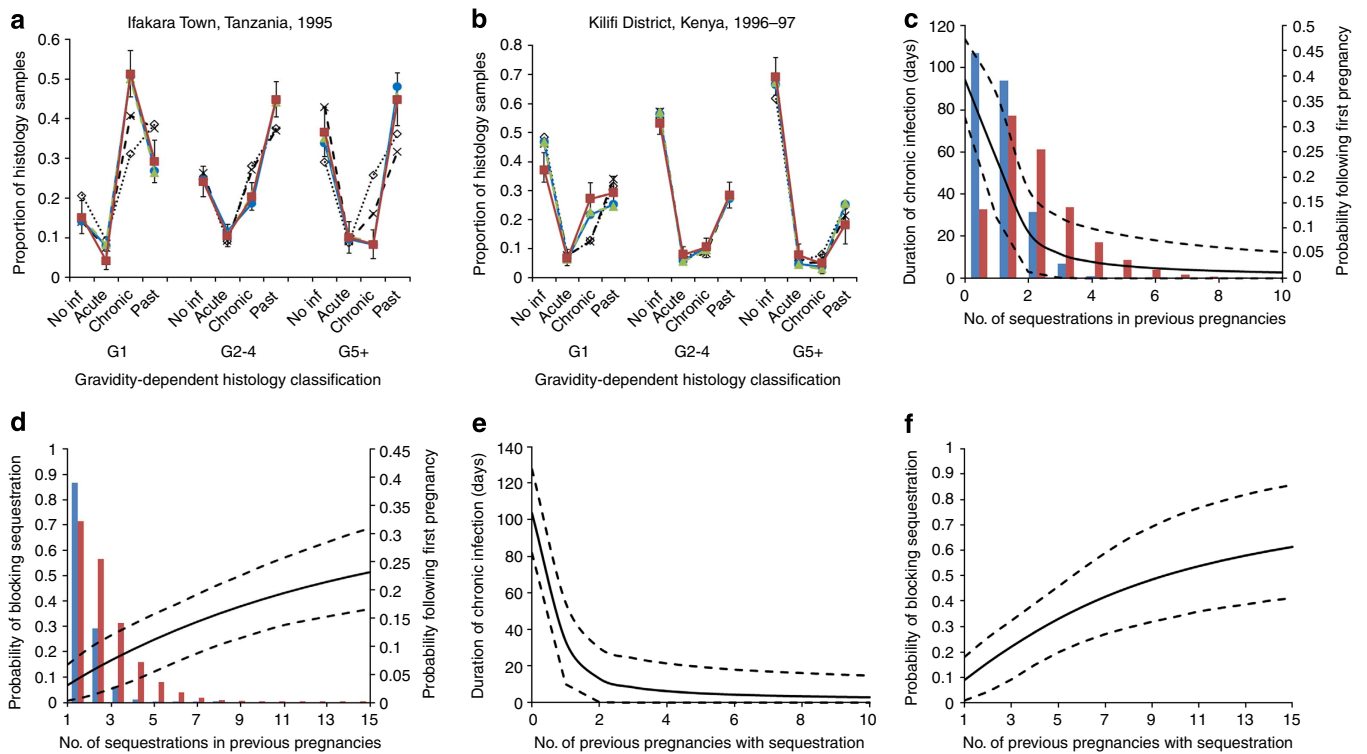 a
Ifakara Town, Tanzania, 1995
Proportion of histology samples
0.6
0.5
0.4
0.3
0.2
0.1
0
No inf
Acute
Chronic
Past
No inf
Acute
Chronic
Past
No inf
Acute
Chronic
Past
G1
G2-4
G5+
Gravidity-dependent histology classification
b
Kilifi District, Kenya, 1996–97
Proportion of histology samples
0.8
0.7
0.6
0.5
0.4
0.3
0.2
0.1
0
No inf
Acute
Chronic
Past
No inf
Acute
Chronic
Past
No inf
Acute
Chronic
Past
G1
G2-4
G5+
Gravidity-dependent histology classification
c
Duration of chronic infection (days)
120
100
80
60
40
20
0
0.5
0.45
0.4
0.35
0.3
0.25
0.2
0.15
0.1
0.05
0
Probability following first pregnancy
0 2 4 6 8 10
No. of sequestrations in previous pregnancies
d
Probability of blocking sequestration
1
0.9
0.8
0.7
0.6
0.5
0.4
0.3
0.2
0.1
0
0.45
0.4
0.35
0.3
0.25
0.2
0.15
0.1
0.05
0
Probability following first pregnancy
1 3 5 7 9 11 13 15
No. of sequestrations in previous pregnancies
e
Duration of chronic infection (days)
140
120
100
80
60
40
20
0
0 2 4 6 8 10
No. of previous pregnancies with sequestration
f
Probability of blocking sequestration
1
0.9
0.8
0.7
0.6
0.5
0.4
0.3
0.2
0.1
0
1 3 5 7 9 11 13 15
No. of previous pregnancies with sequestration